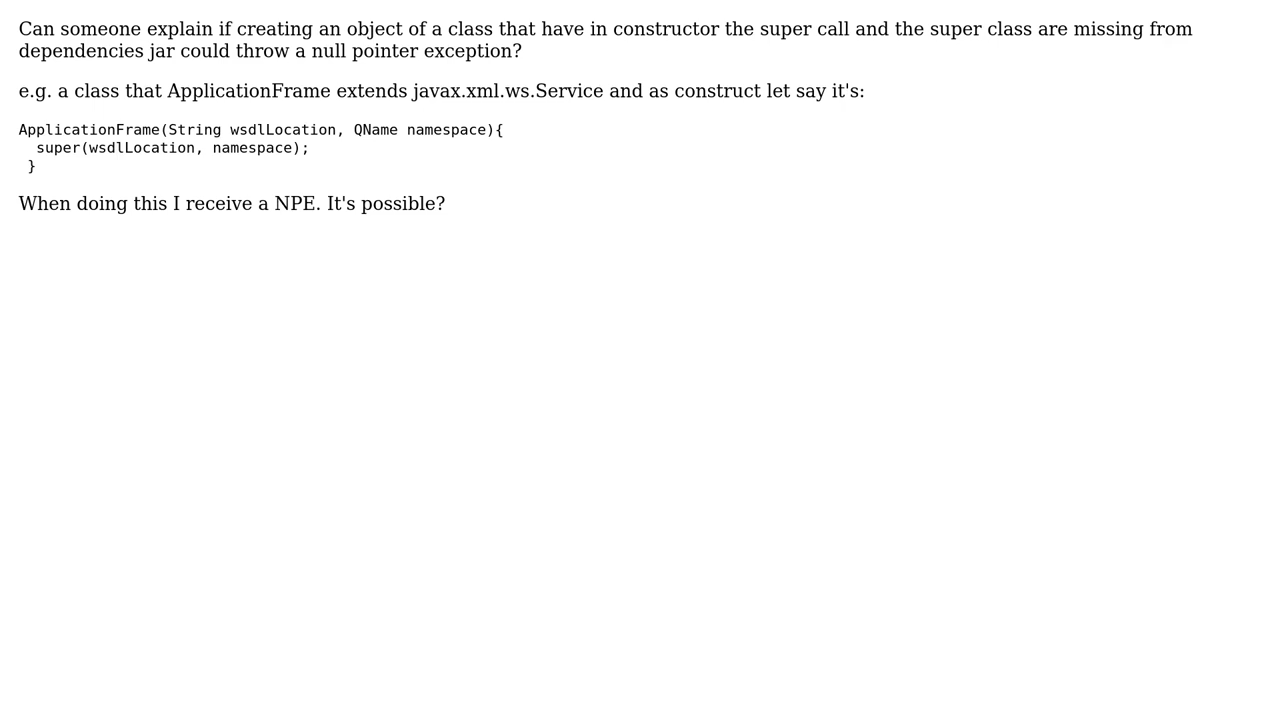 Can someone explain if creating an object of a class that have in constructor the super call and the super class are missing from
dependencies jar could throw a null pointer exception?
e.g. a class that ApplicationFrame extends javax.xml.ws.Service and as construct let say it's:
ApplicationFrame(String wsdlLocation, QName namespace){
  super(wsdlLocation, namespace);
 }
When doing this I receive a NPE. It's possible?